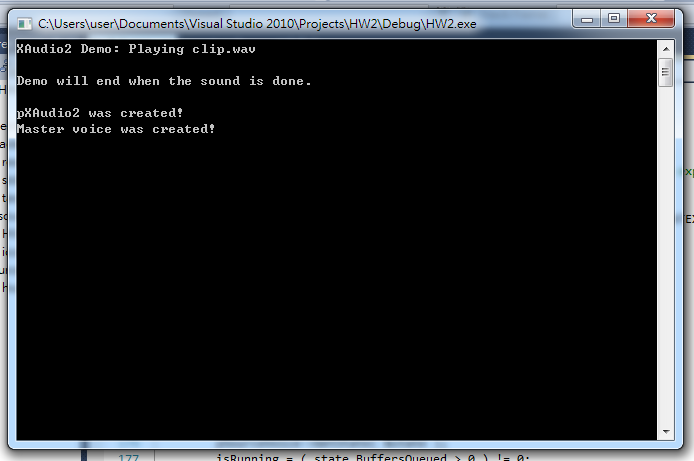 C:\Users\user\Documents\Visual Studio 2010\Projects\HW2\Debug\HW2.exe
XAudio2 Demo: Playing clip.wav
Demo will end when the sound is done.
pXAudio2 was created!
Master voice was created!
177 isRunning = ( state.BuffersQueued > 0 ) != 0;